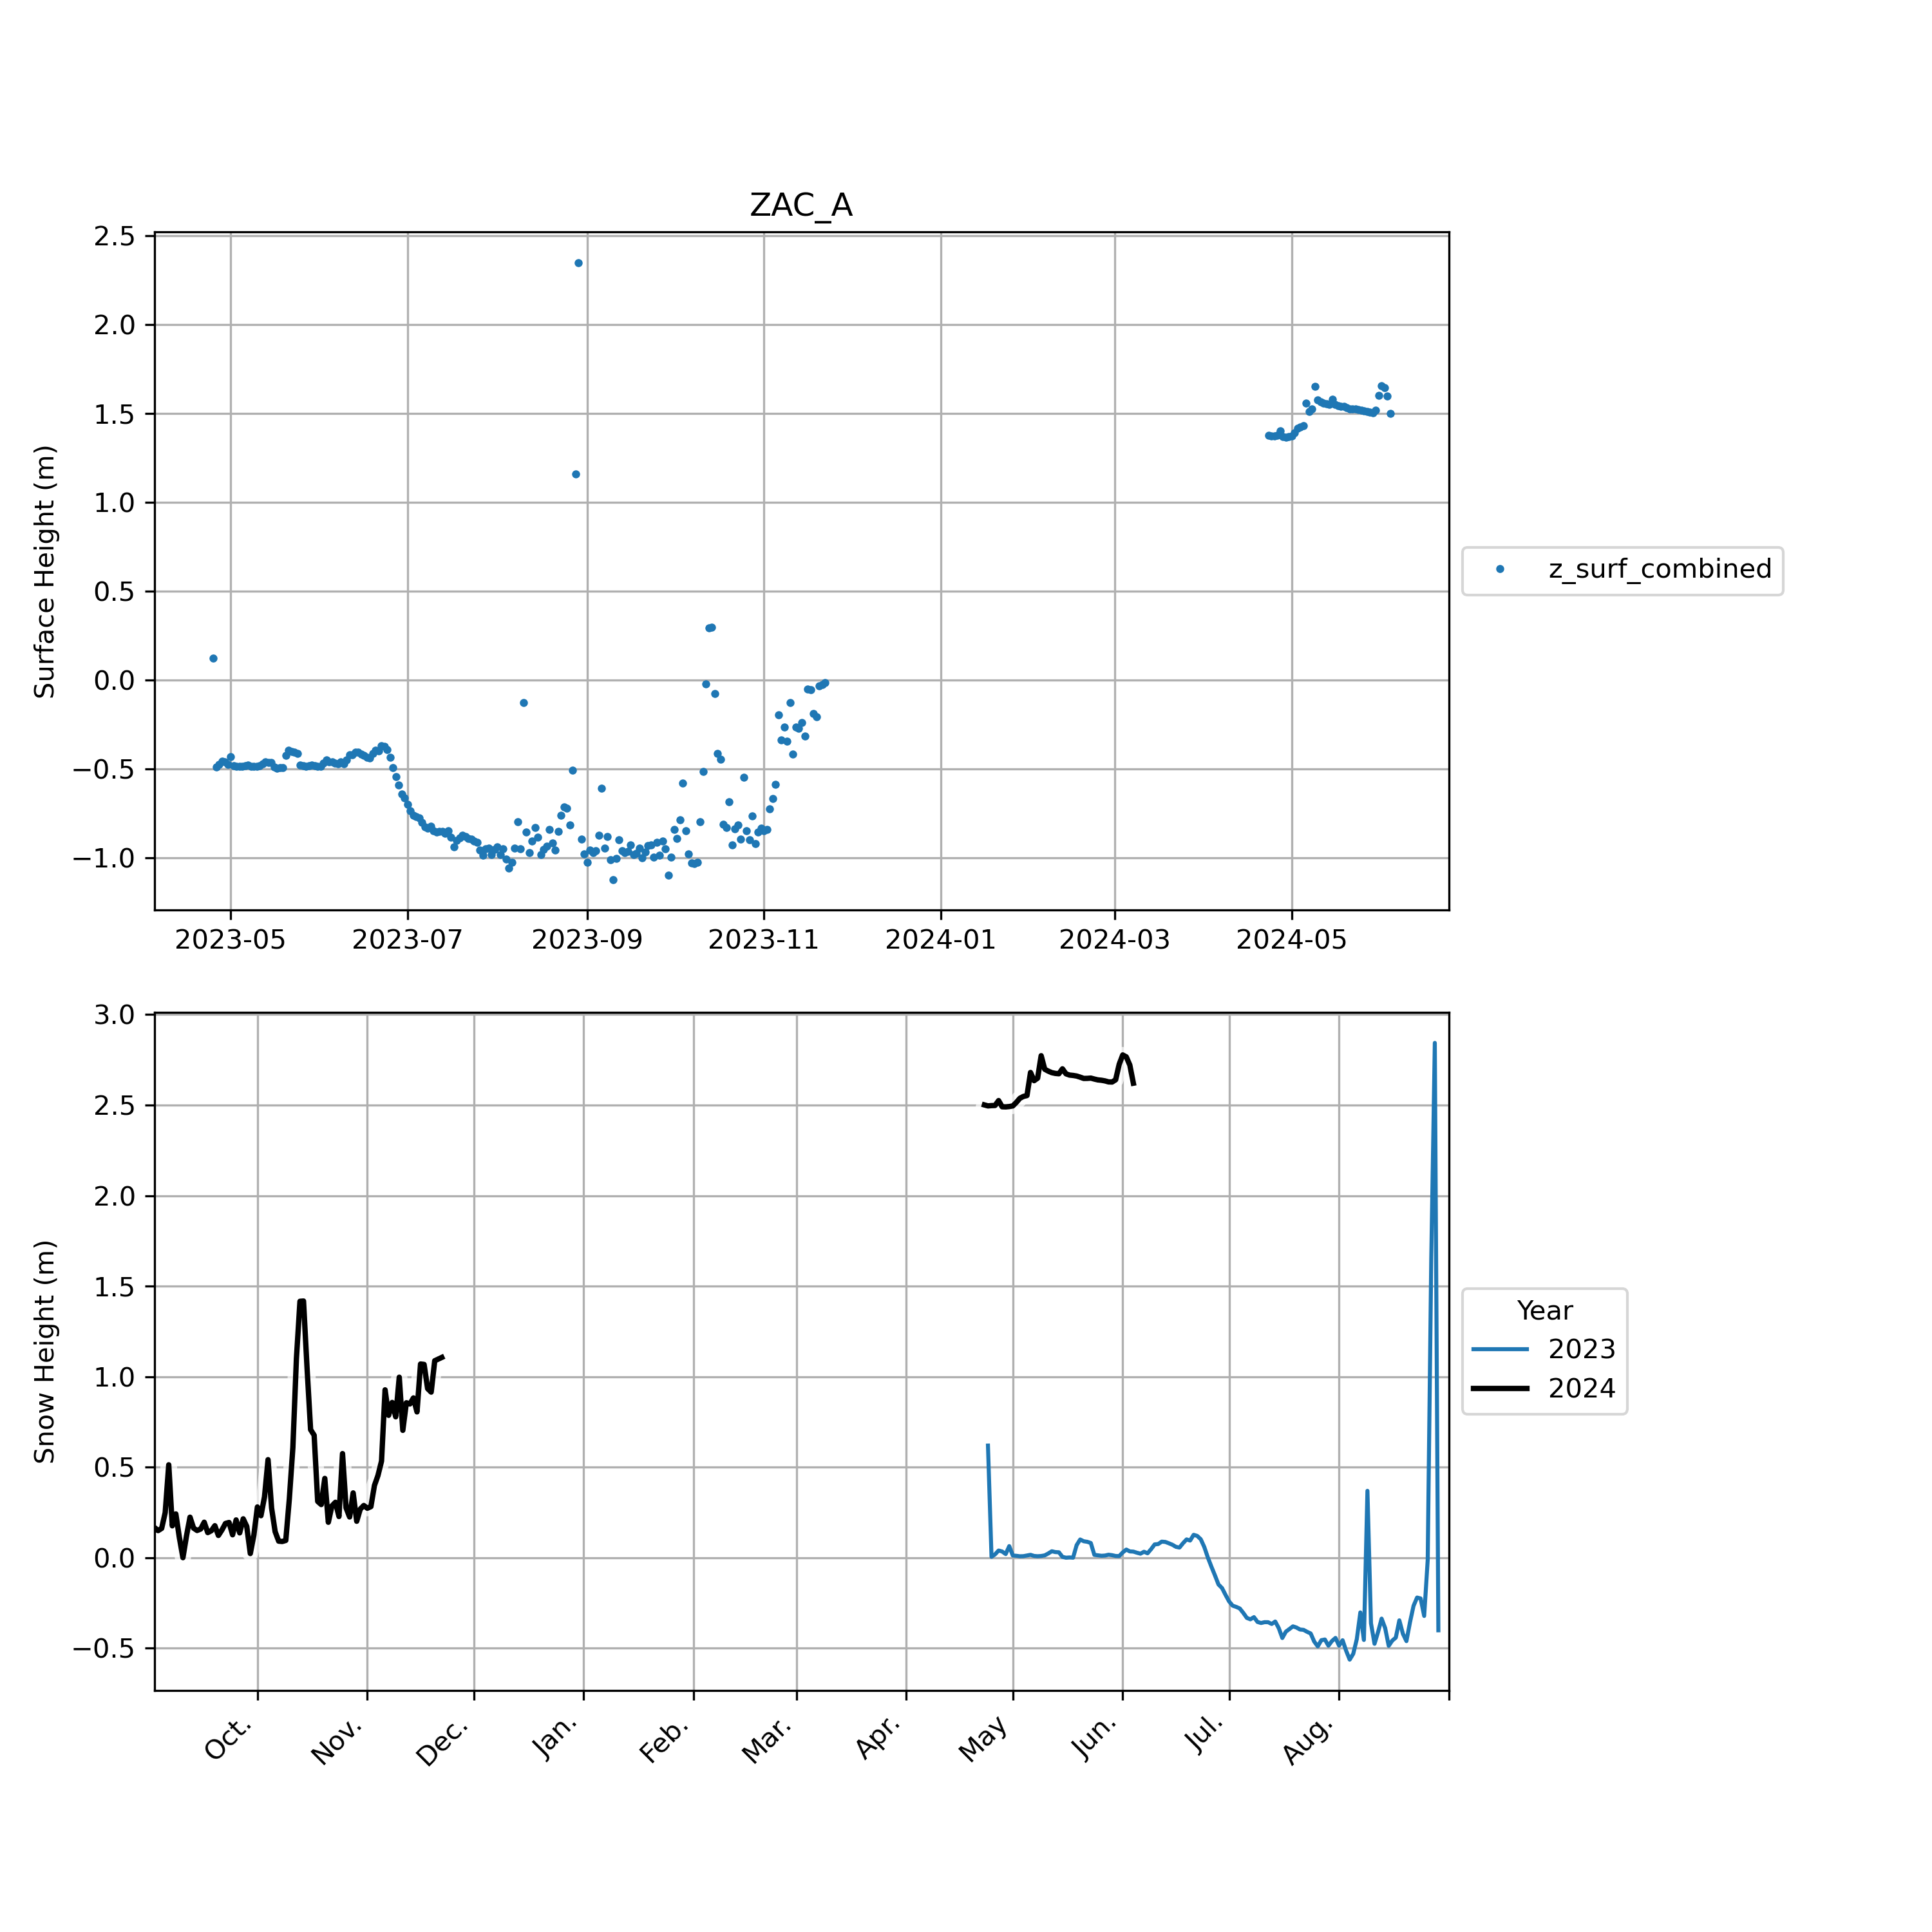 ZAC_A
Surface Height (m)
2.5
2.0
1.5
1.0
0.5
0.0
−0.5
−1.0
2023-05 2023-07 2023-09 2023-11 2024-01 2024-03 2024-05
z_surf_combined
Snow Height (m)
3.0
2.5
2.0
1.5
1.0
0.5
0.0
−0.5
Oct. Nov. Dec. Jan. Feb. Mar. Apr. May Jun. Jul. Aug.
Year
2023
2024